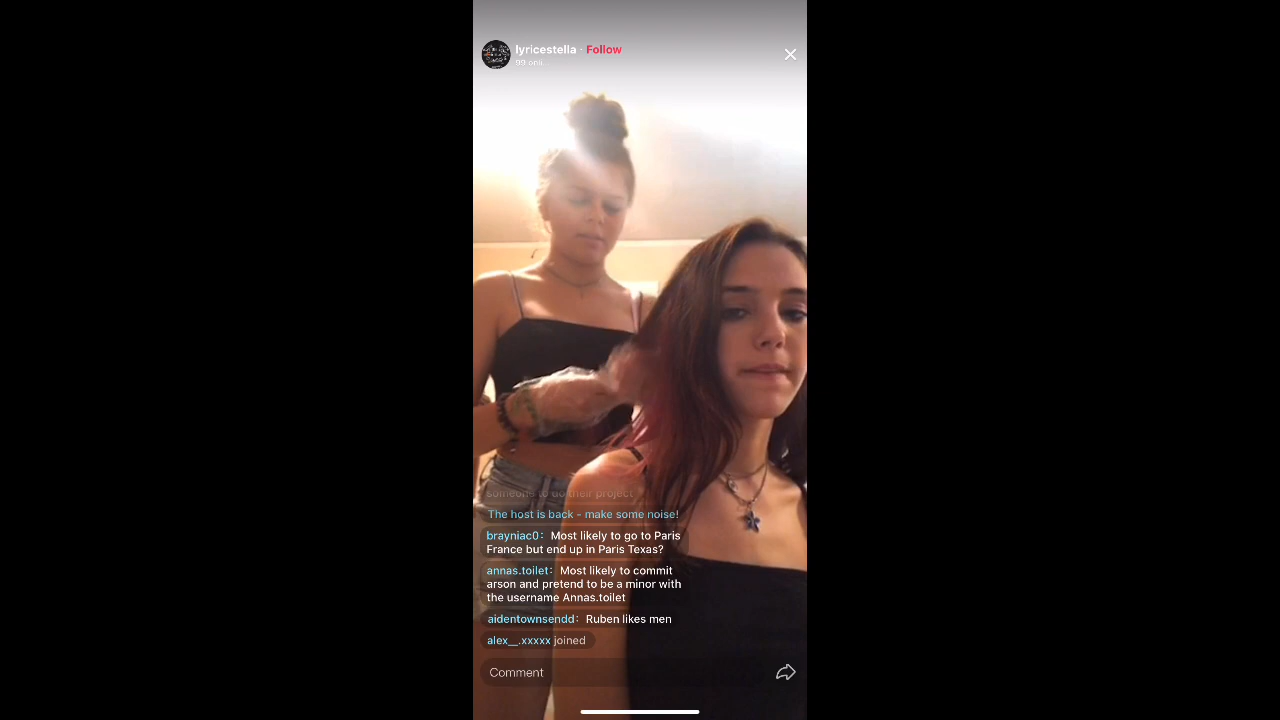 lyricestella · Follow
99 onli...
someone to do their project
The host is back - make some noise!
brayniac0: Most likely to go to Paris
France but end up in Paris Texas?
annas.toilet: Most likely to commit
arson and pretend to be a minor with
the username Annas.toilet
aidentownsendd: Ruben likes men
alex__.xxxxx joined
Comment